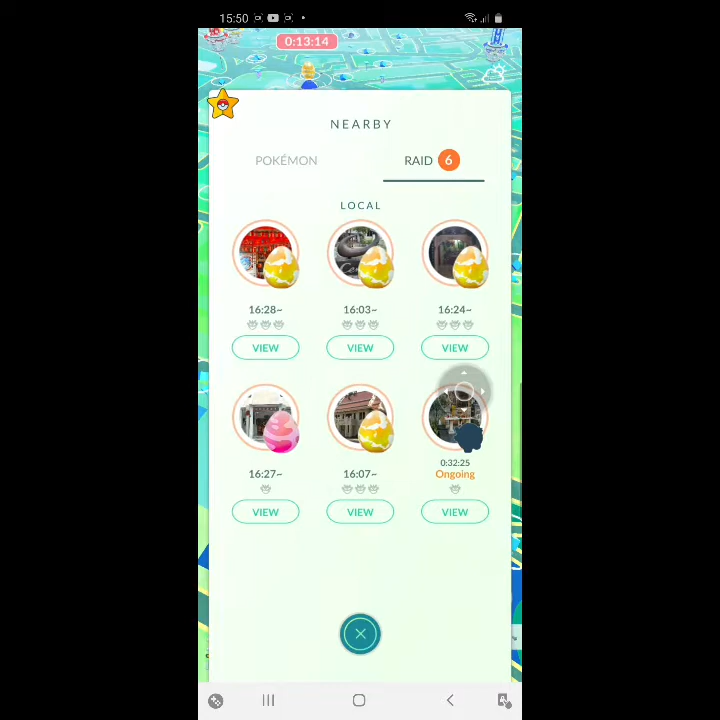 15:50
0:13:14
NEARBY
POKÉMON
RAID 6
LOCAL
16:28~
16:03~
16:24~
VIEW
VIEW
VIEW
16:27~
16:07~
0:32:25
Ongoing
VIEW
VIEW
VIEW